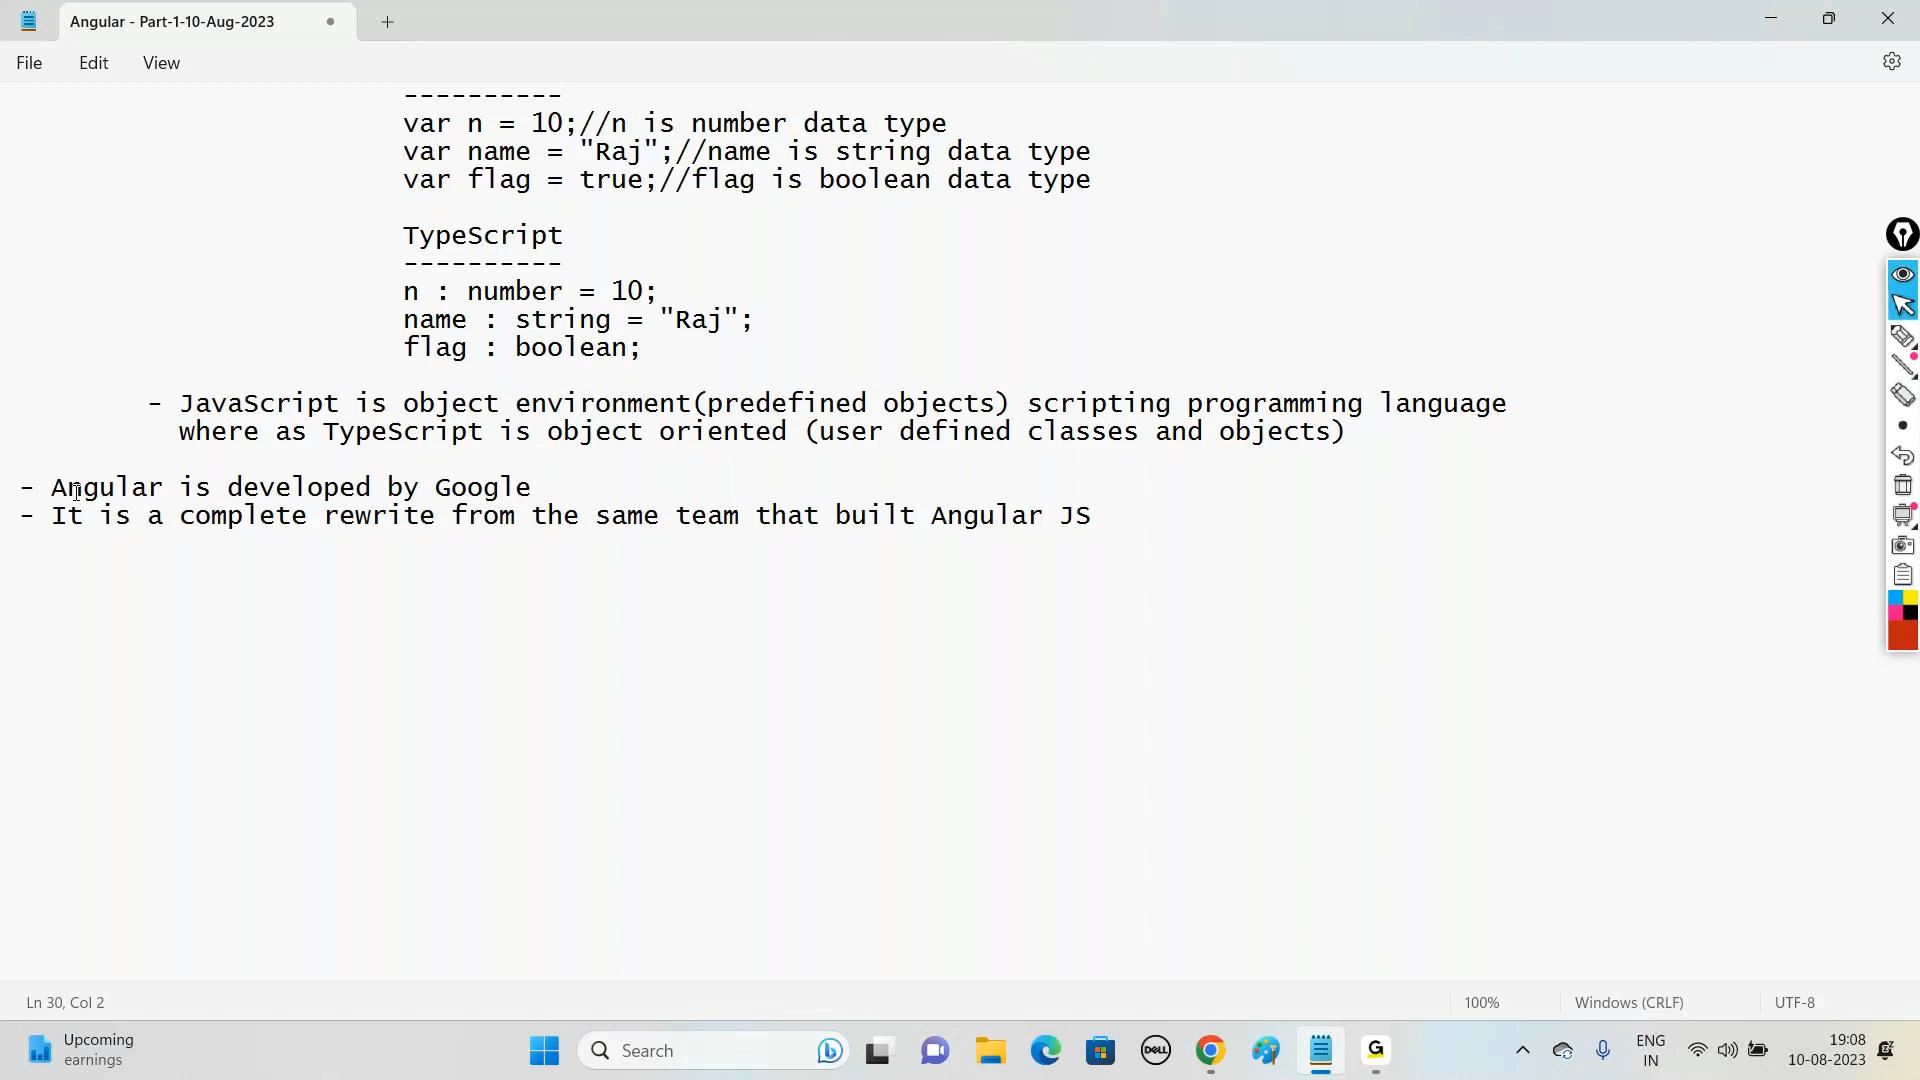 Angular - Part-1-10-Aug-2023
File Edit View
----------
var n = 10;//n is number data type
var name = "Raj";//name is string data type
var flag = true;//flag is boolean data type
TypeScript
----------
n : number = 10;
name : string = "Raj";
flag : boolean;
- JavaScript is object environment(predefined objects) scripting programming language
where as TypeScript is object oriented (user defined classes and objects)
- Angular is developed by Google
- It is a complete rewrite from the same team that built Angular JS
Ln 30, Col 2 100% Windows (CRLF) UTF-8
Upcoming
earnings
Search
DELL
G
ENG
IN
19:08
10-08-2023